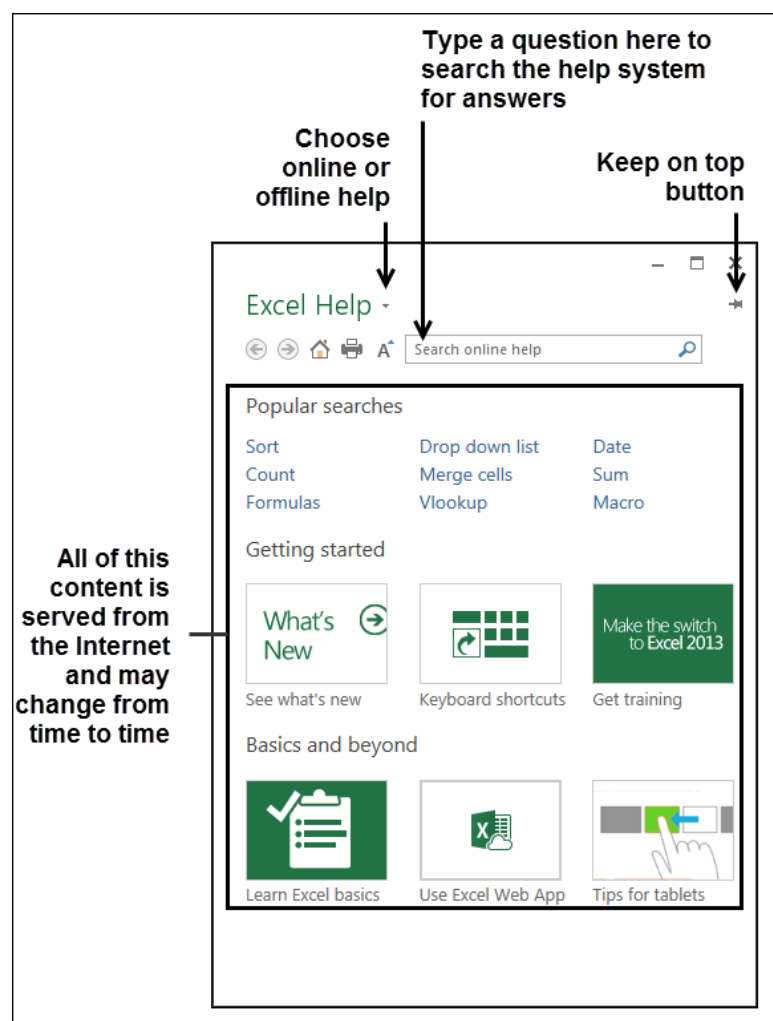 Type a question here to
search the help system
for answers
Choose
online or
offline help
Keep on top
button
Excel Help
A
Search online help
Popular searches
Sort
Drop down list
Date
Count
Merge cells
Sum
Formulas
Vlookup
Macro
Getting started
All of this
content is
served from
the Internet
and may
change from
time to time
What's
New
Make the switch
to Excel 2013
See what's new
Keyboard shortcuts
Get training
Basics and beyond
X
Learn Excel basics
Use Excel Web App
Tips for tablets